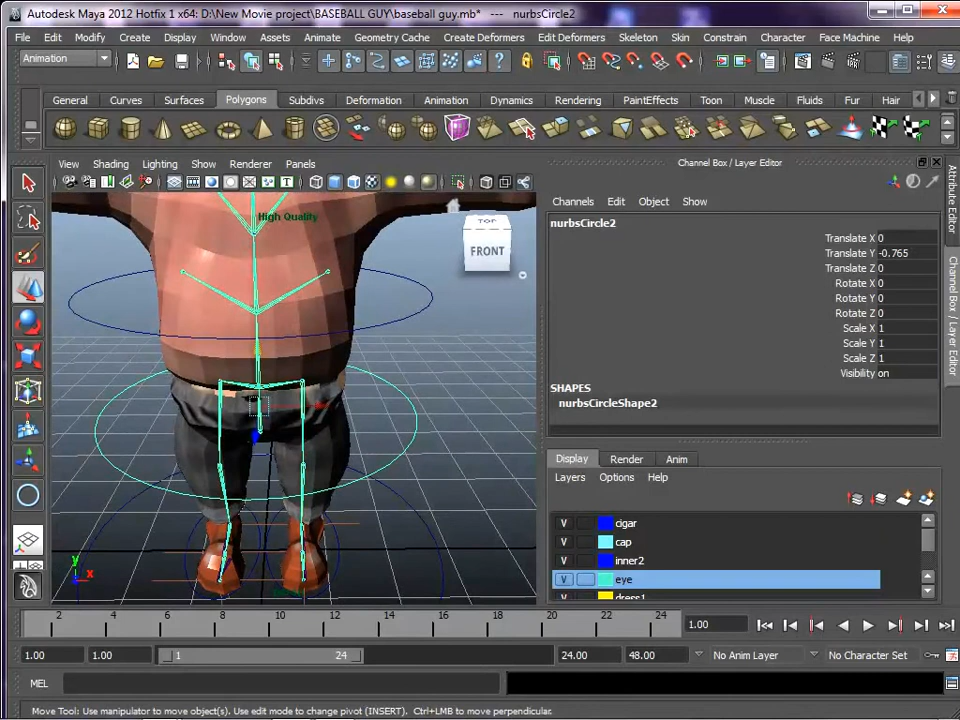 Autodesk Maya 2012 Hotfix 1 x64: D:\New Movie project\BASEBALL GUY\baseball guy.mb* --- nurbsCircle2
File Edit Modify Create Display Window Assets Animate Geometry Cache Create Deformers Edit Deformers Skeleton Skin Constrain Character Face Machine Help
Animation
General Curves Surfaces Polygons Subdivs Deformation Animation Dynamics Rendering PaintEffects Toon Muscle Fluids Fur Hair
View Shading Lighting Show Renderer Panels
Channel Box / Layer Editor
High Quality
TOP
FRONT
Channels Edit Object Show
nurbsCircle2
Translate X 0
Translate Y -0.765
Translate Z 0
Rotate X 0
Rotate Y 0
Rotate Z 0
Scale X 1
Scale Y 1
Scale Z 1
Visibility on
SHAPES
nurbsCircleShape2
Attribute Editor
Channel Box / Layer Editor
Display Render Anim
Layers Options Help
V cigar
V cap
V inner2
V eye
V dress1
y
x
2 4 6 8 10 12 14 16 18 20 22 24
1.00
1.00 1.00 1 24 24.00 48.00 No Anim Layer No Character Set
MEL
Move Tool: Use manipulator to move object(s). Use edit mode to change pivot (INSERT). Ctrl+LMB to move perpendicular.